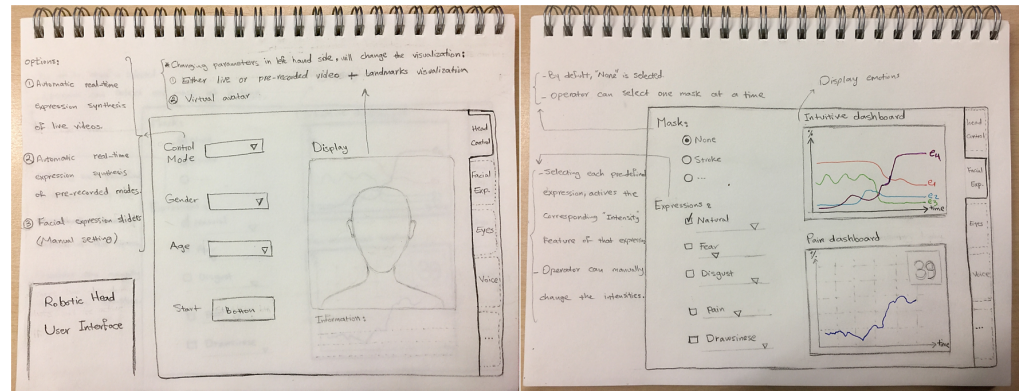 options:
① Automatic real-time
expression synthesis
of live videos.
② Automatic real-time
expression synthesis
of pre-recorded modes.
③ Facial expression sliders
(Manual setting)
* Changing parameters in left hand side, will change the visualization:
① Either live or pre-recorded video + Landmarks visualization
② Virtual avatar
Control
Mode
Gender
Age
Start
botton
Display
Information:
Head
Control
Facial
Exp.
Eyes
Voice
...
Robotic Head
User Interface
- By default, "None" is selected
- Operator can select one mask at a time
Display emotions
- Selecting each predefined
expression, actives the
Corresponding "Intensity"
Feature of that express
- Operator can manually
change the intensities.
Mask:
None
Stroke
...
Expressions:
Natural
Fear
Disgust
Pain
Drawsinese
Intuitive dashboard
%
e4
e1
e2
e3
time
Pain dashboard
%
39
time
Head
Control
Facial
Exp.
Eyes
Voice
...